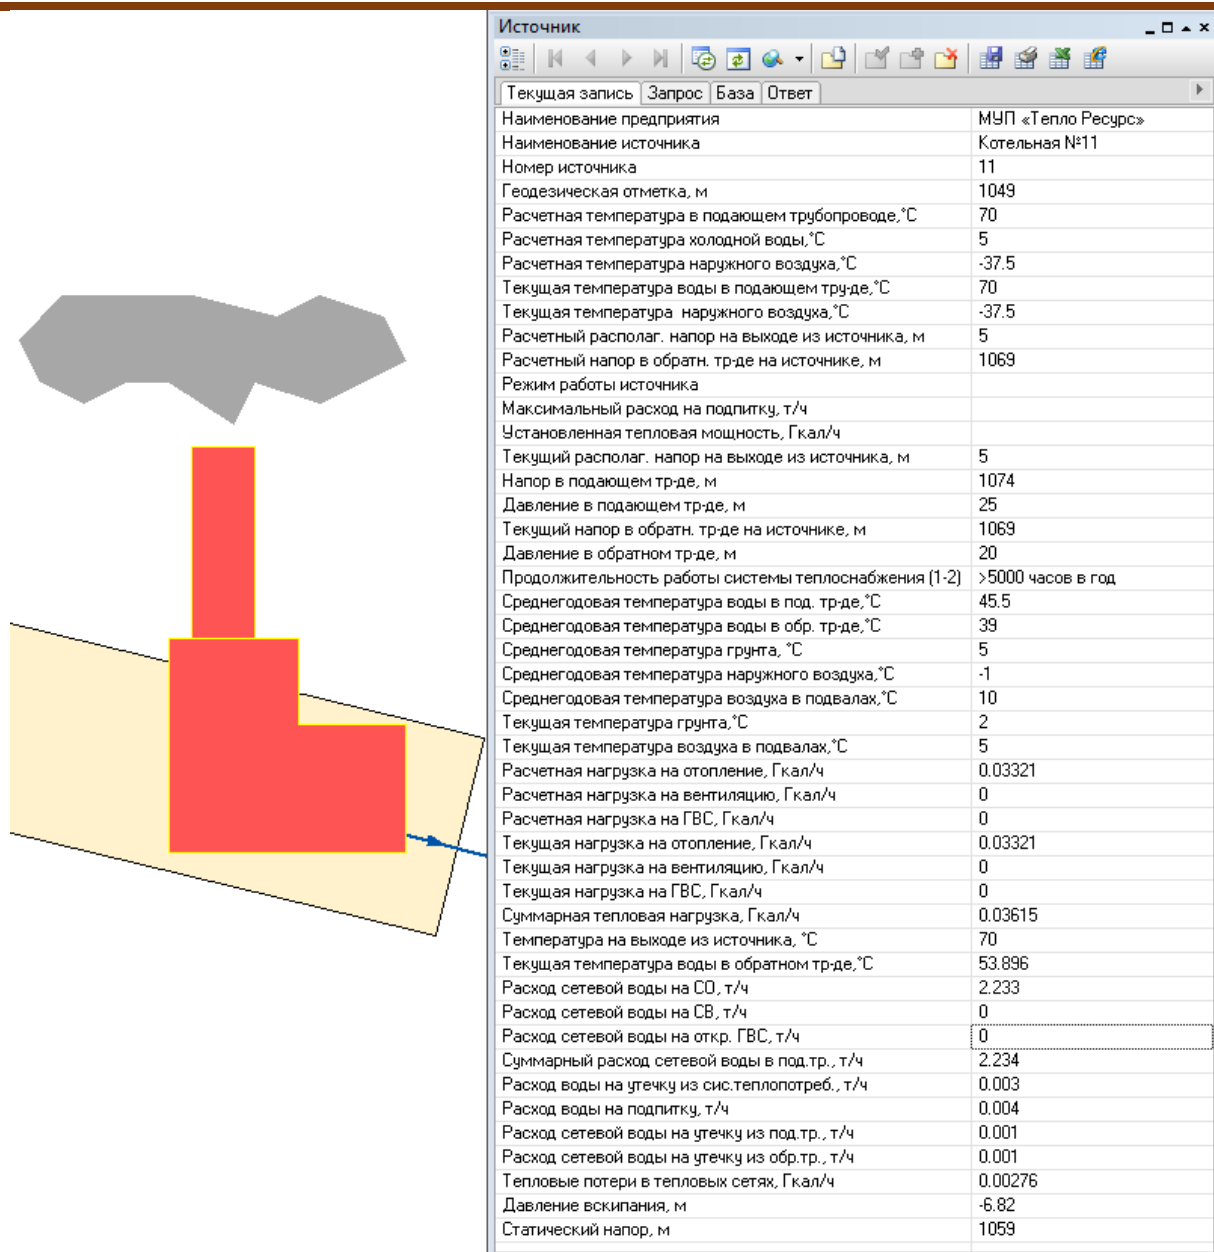 Источник
Текущая запись Запрос База Ответ
Наименование предприятия МУП «Тепло Ресурс»
Наименование источника Котельная №11
Номер источника 11
Геодезическая отметка, м 1049
Расчетная температура в подающем трубопроводе,°С 70
Расчетная температура холодной воды,°С 5
Расчетная температура наружного воздуха,°С -37.5
Текущая температура воды в подающем тру-де,°С 70
Текущая температура наружного воздуха,°С -37.5
Расчетный располаг. напор на выходе из источника, м 5
Расчетный напор в обратн. тр-де на источнике, м 1069
Режим работы источника
Максимальный расход на подпитку, т/ч
Установленная тепловая мощность, Гкал/ч
Текущий располаг. напор на выходе из источника, м 5
Напор в подающем тр-де, м 1074
Давление в подающем тр-де, м 25
Текущий напор в обратн. тр-де на источнике, м 1069
Давление в обратном тр-де, м 20
Продолжительность работы системы теплоснабжения (1-2) >5000 часов в год
Среднегодовая температура воды в под. тр-де,°С 45.5
Среднегодовая температура воды в обр. тр-де,°С 39
Среднегодовая температура грунта, °С 5
Среднегодовая температура наружного воздуха,°С -1
Среднегодовая температура воздуха в подвалах,°С 10
Текущая температура грунта,°С 2
Текущая температура воздуха в подвалах,°С 5
Расчетная нагрузка на отопление, Гкал/ч 0.03321
Расчетная нагрузка на вентиляцию, Гкал/ч 0
Расчетная нагрузка на ГВС, Гкал/ч 0
Текущая нагрузка на отопление, Гкал/ч 0.03321
Текущая нагрузка на вентиляцию, Гкал/ч 0
Текущая нагрузка на ГВС, Гкал/ч 0
Суммарная тепловая нагрузка, Гкал/ч 0.03615
Температура на выходе из источника, °С 70
Текущая температура воды в обратном тр-де,°С 53.896
Расход сетевой воды на СО, т/ч 2.233
Расход сетевой воды на СВ, т/ч 0
Расход сетевой воды на откр. ГВС, т/ч 0
Суммарный расход сетевой воды в под.тр., т/ч 2.234
Расход воды на утечку из сис.теплопотреб., т/ч 0.003
Расход воды на подпитку, т/ч 0.004
Расход сетевой воды на утечку из под.тр., т/ч 0.001
Расход сетевой воды на утечку из обр.тр., т/ч 0.001
Тепловые потери в тепловых сетях, Гкал/ч 0.00276
Давление вскипания, м -6.82
Статический напор, м 1059